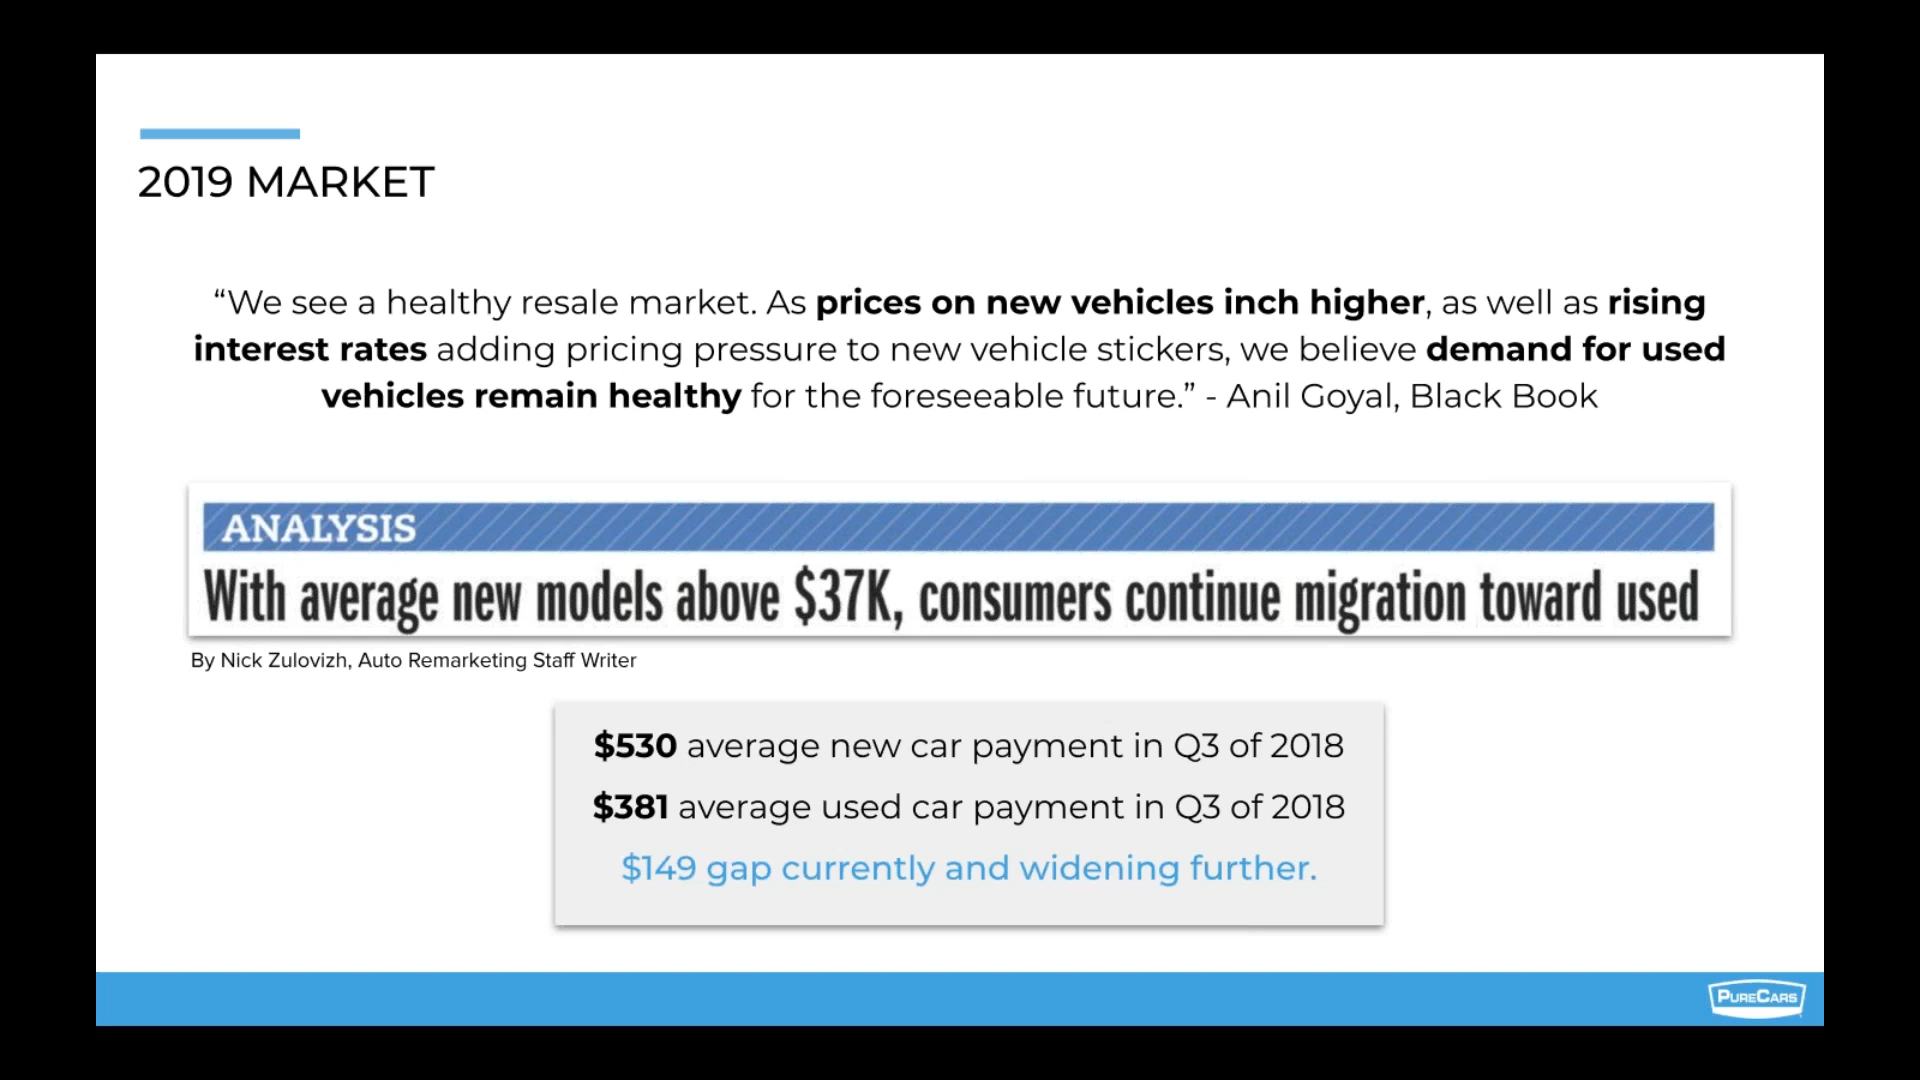 2019 MARKET
“We see a healthy resale market. As prices on new vehicles inch higher, as well as rising
interest rates adding pricing pressure to new vehicle stickers, we believe demand for used
vehicles remain healthy for the foreseeable future.” - Anil Goyal, Black Book
ANALYSIS
With average new models above $37K, consumers continue migration toward used
By Nick Zulovizh, Auto Remarketing Staff Writer
$530 average new car payment in Q3 of 2018
$381 average used car payment in Q3 of 2018
$149 gap currently and widening further.
PURECARS